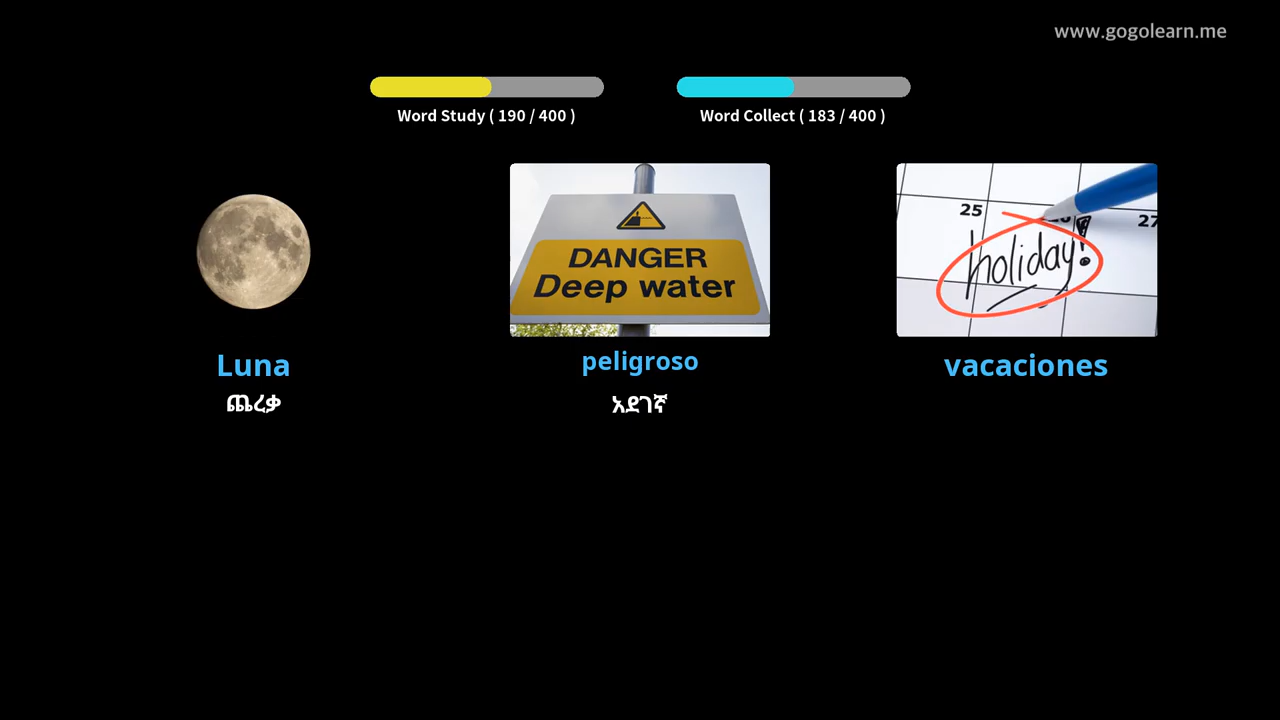 www.gogolearn.me
Word Study ( 190 / 400 )
Word Collect ( 183 / 400 )
DANGER
Deep water
25
27
holiday!
Luna
peligroso
vacaciones
ጨረቃ
አደገኛ